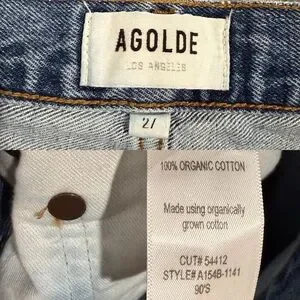 AGOLDE
LOS ANGELES
27
100% ORGANIC COTTON
Made using organically
grown cotton
CUT# 54412
STYLE# A154B-1141
90'S